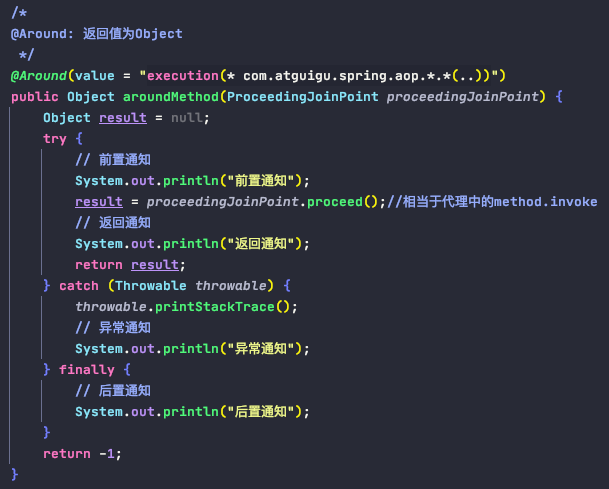 /*
@Around: 返回值为Object
 */
@Around(value = "execution(* com.atguigu.spring.aop.*.*(..))")
public Object aroundMethod(ProceedingJoinPoint proceedingJoinPoint) {
    Object result = null;
    try {
        // 前置通知
        System.out.println("前置通知");
        result = proceedingJoinPoint.proceed();//相当于代理中的method.invoke
        // 返回通知
        System.out.println("返回通知");
        return result;
    } catch (Throwable throwable) {
        throwable.printStackTrace();
        // 异常通知
        System.out.println("异常通知");
    } finally {
        // 后置通知
        System.out.println("后置通知");
    }
    return -1;
}